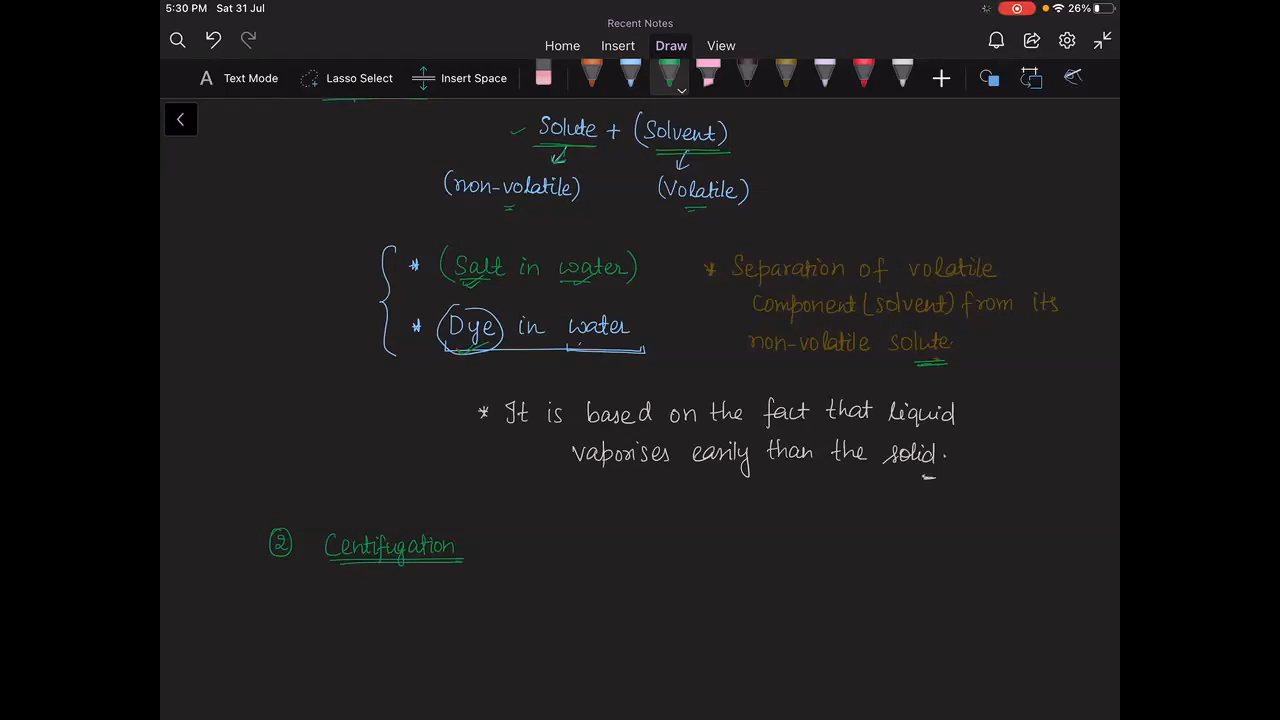 5:30 PM Sat 31 Jul
26%
Recent Notes
Home Insert Draw View
A Text Mode Lasso Select Insert Space
Solute + (Solvent)
(non-volatile) (Volatile)
* (Salt in water)
* Dye in water
* Separation of volatile
Component (solvent) from its
non-volatile solute.
* It is based on the fact that liquid
vaporises easily than the solid.
② Centifugation